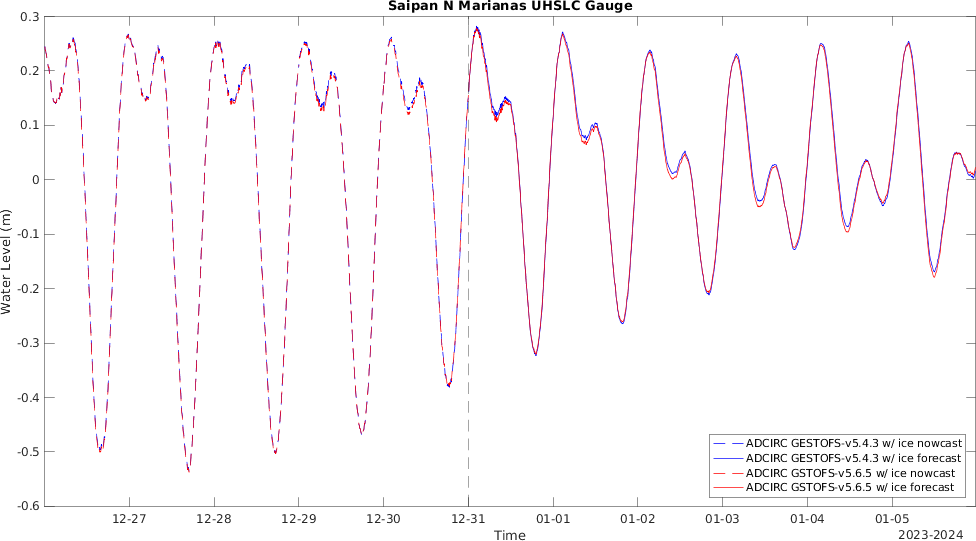 Saipan N Marianas UHSLC Gauge
0.3
0.2
0.1
0
-0.1
-0.2
-0.3
-0.4
-0.5
-0.6
Water Level (m)
ADCIRC GESTOFS-v5.4.3 w/ ice nowcast
ADCIRC GESTOFS-v5.4.3 w/ ice forecast
ADCIRC GSTOFS-v5.6.5 w/ ice nowcast
ADCIRC GSTOFS-v5.6.5 w/ ice forecast
12-27 12-28 12-29 12-30 12-31 01-01 01-02 01-03 01-04 01-05
Time
2023-2024